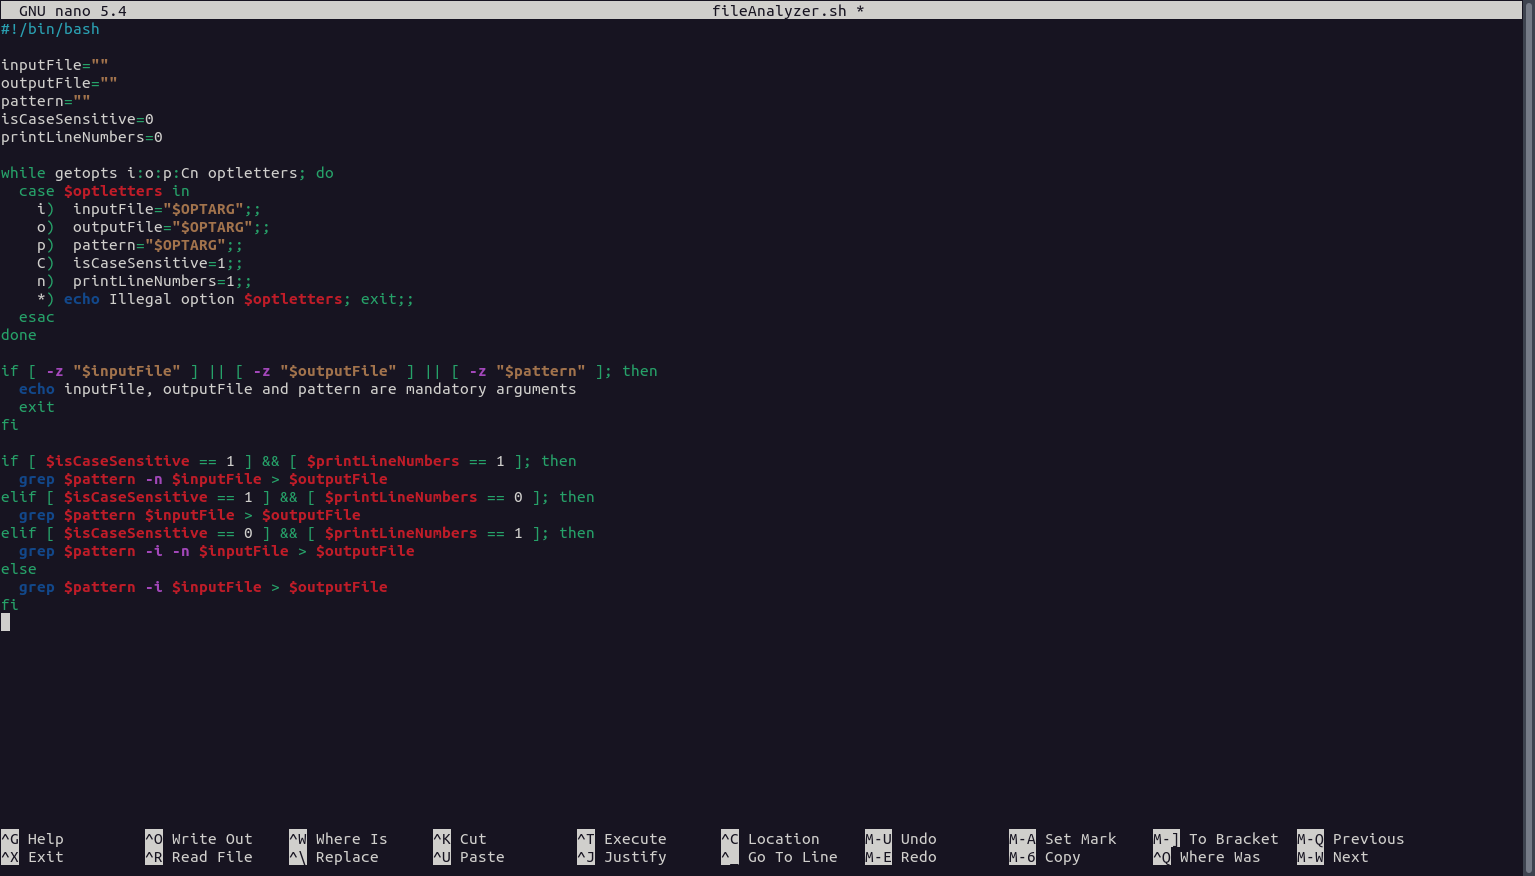 GNU nano 5.4 fileAnalyzer.sh *
#!/bin/bash

inputFile=""
outputFile=""
pattern=""
isCaseSensitive=0
printLineNumbers=0

while getopts i:o:p:Cn optletters; do
  case $optletters in
    i)  inputFile="$OPTARG";;
    o)  outputFile="$OPTARG";;
    p)  pattern="$OPTARG";;
    C)  isCaseSensitive=1;;
    n)  printLineNumbers=1;;
    *) echo Illegal option $optletters; exit;;
  esac
done

if [ -z "$inputFile" ] || [ -z "$outputFile" ] || [ -z "$pattern" ]; then
  echo inputFile, outputFile and pattern are mandatory arguments
  exit
fi

if [ $isCaseSensitive == 1 ] && [ $printLineNumbers == 1 ]; then
  grep $pattern -n $inputFile > $outputFile
elif [ $isCaseSensitive == 1 ] && [ $printLineNumbers == 0 ]; then
  grep $pattern $inputFile > $outputFile
elif [ $isCaseSensitive == 0 ] && [ $printLineNumbers == 1 ]; then
  grep $pattern -i -n $inputFile > $outputFile
else
  grep $pattern -i $inputFile > $outputFile
fi

^G Help ^O Write Out ^W Where Is ^K Cut ^T Execute ^C Location M-U Undo M-A Set Mark M-] To Bracket M-Q Previous
^X Exit ^R Read File ^\ Replace ^U Paste ^J Justify ^_ Go To Line M-E Redo M-6 Copy ^Q Where Was M-W Next